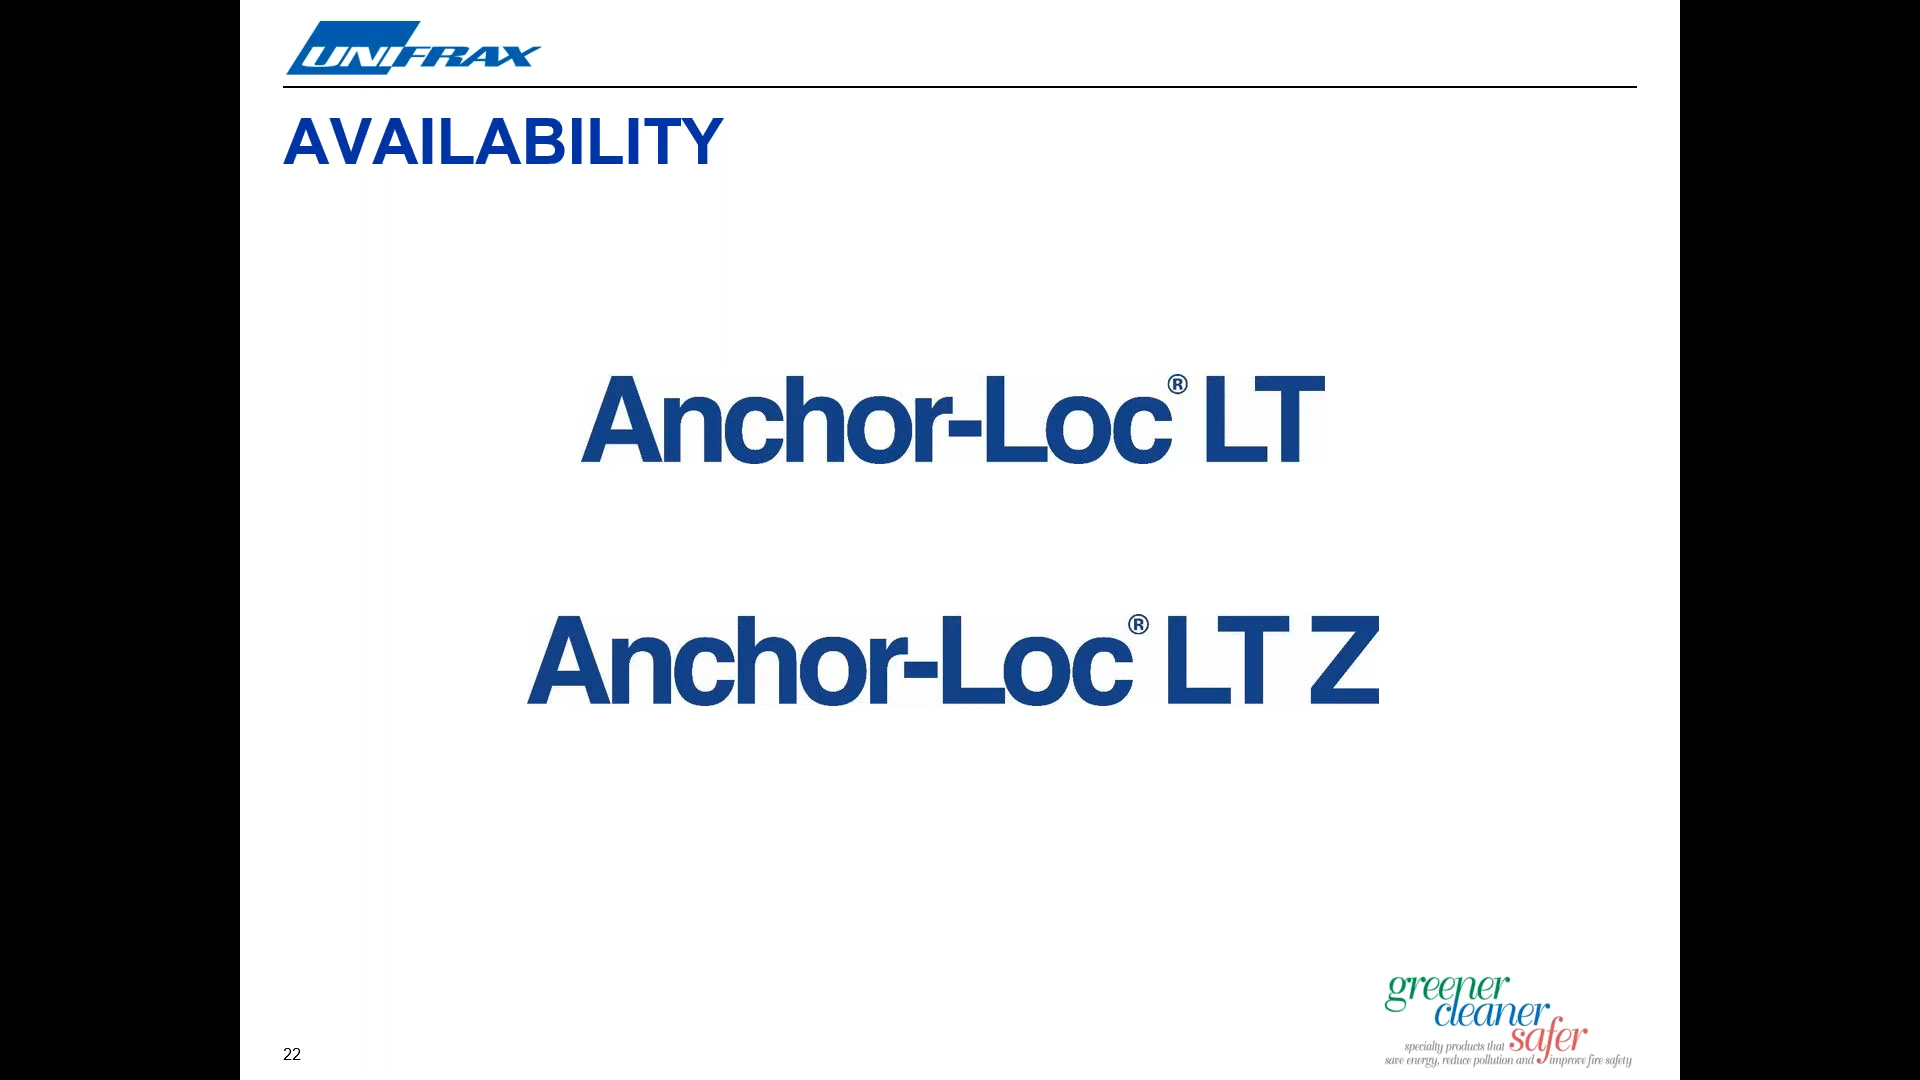 UNIFRAX
AVAILABILITY
Anchor-Loc® LT
Anchor-Loc® LT Z
greener
cleaner
safer
specialty products that
save energy, reduce pollution and improve fire safety
22